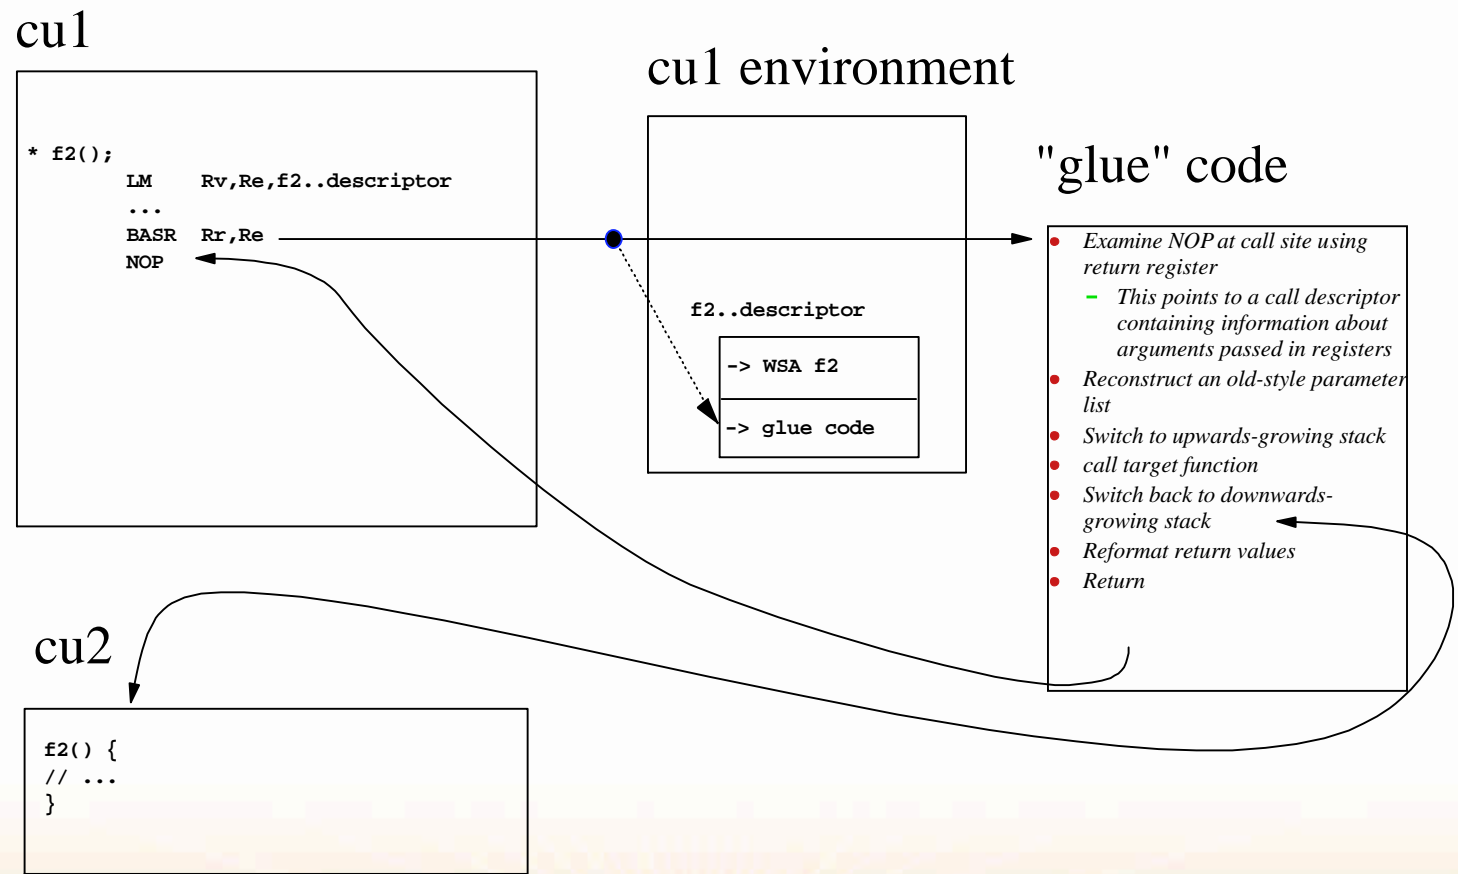 cu1
* f2();
LM Rv,Re,f2..descriptor
...
BASR Rr,Re
NOP
cu1 environment
f2..descriptor
-> WSA f2
-> glue code
"glue" code
• Examine NOP at call site using
return register
– This points to a call descriptor
containing information about
arguments passed in registers
• Reconstruct an old-style parameter
list
• Switch to upwards-growing stack
• call target function
• Switch back to downwards-
growing stack
• Reformat return values
• Return
cu2
f2() {
// ...
}